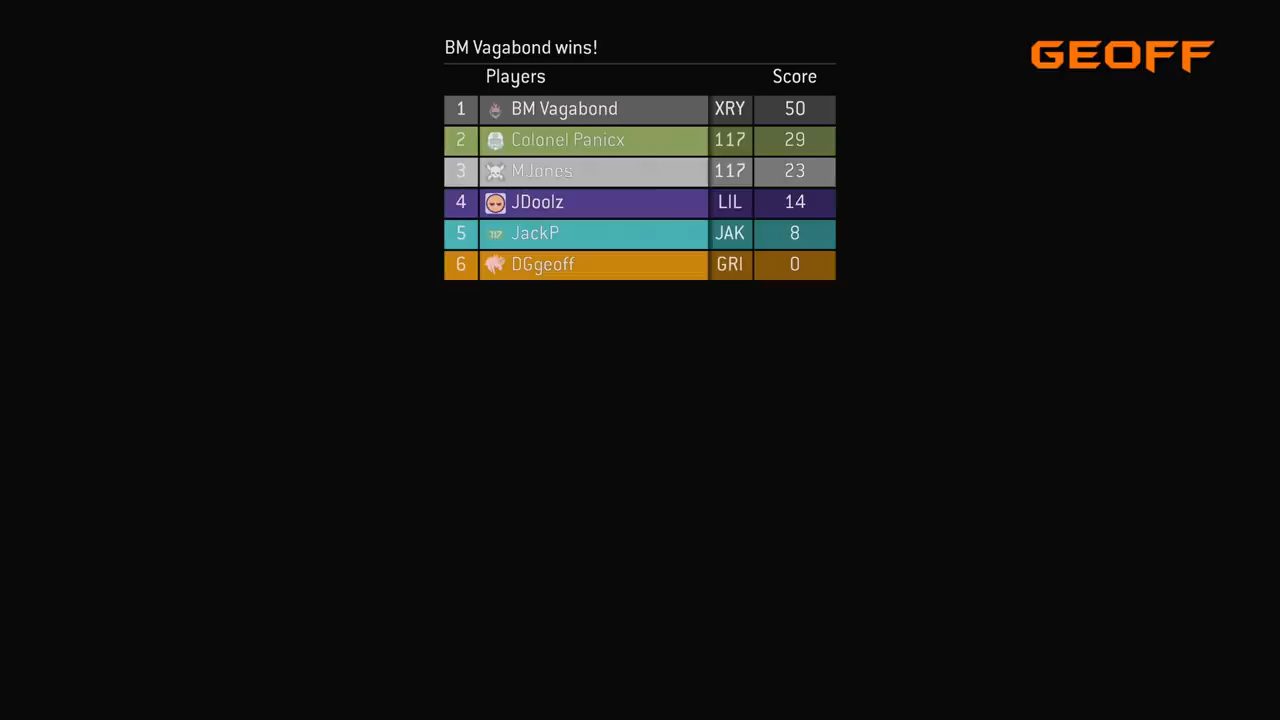 BM Vagabond wins!
GEOFF
Players Score
1 BM Vagabond XRY 50
2 Colonel Panicx 117 29
3 MJones 117 23
4 JDoolz LIL 14
5 117 JackP JAK 8
6 DGgeoff GRI 0